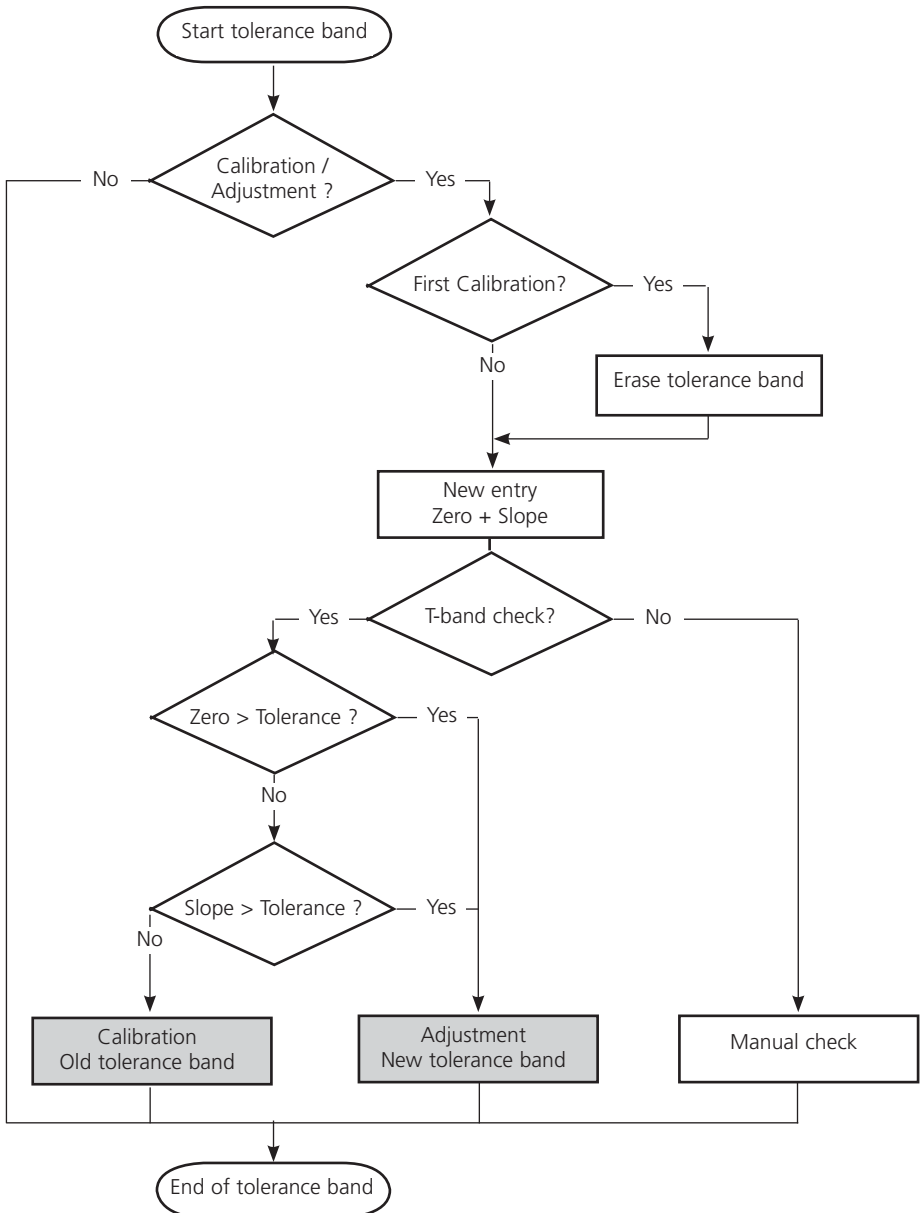 Start tolerance band
Calibration /
Adjustment ?
No
Yes
First Calibration?
Yes
No
Erase tolerance band
New entry
Zero + Slope
T-band check?
Yes
No
Zero > Tolerance ?
Yes
No
Slope > Tolerance ?
Yes
No
Calibration
Old tolerance band
Adjustment
New tolerance band
Manual check
End of tolerance band